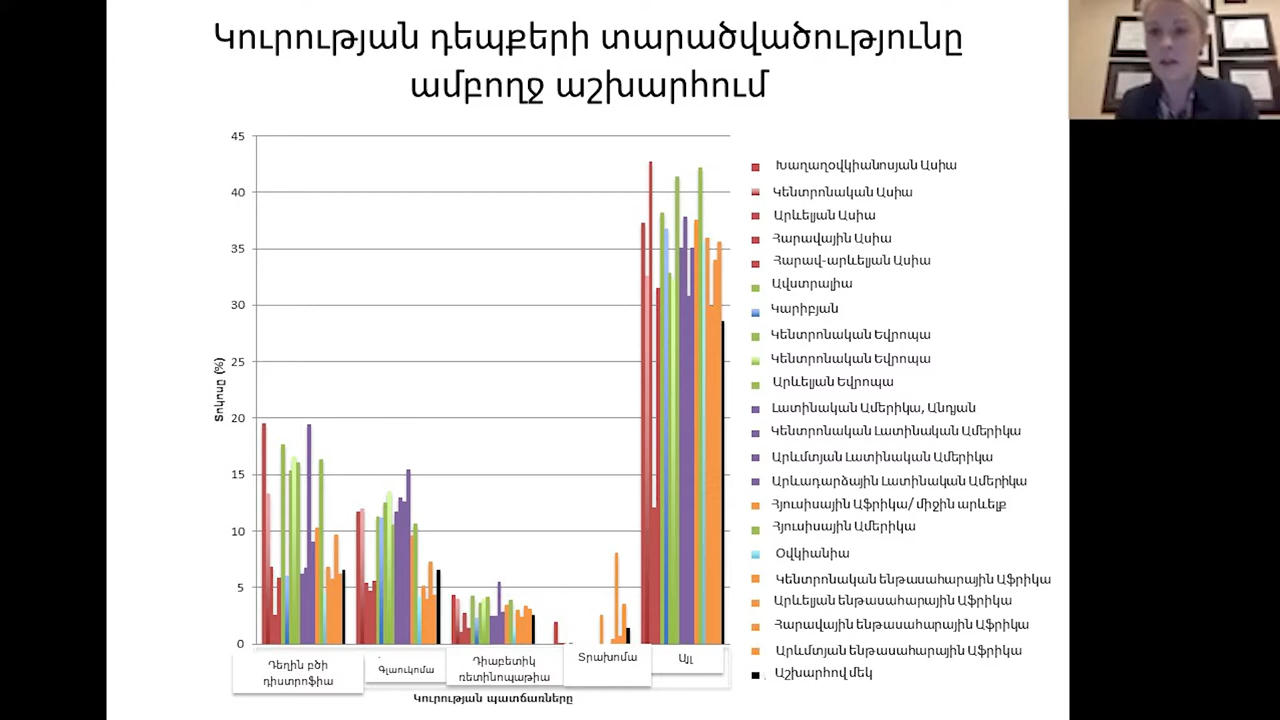 Կուրության դեպքերի տարածվածությունը
ամբողջ աշխարհում
45
40
35
30
25
20
15
10
5
0
Տոկոսը (%)
Դեղին բծի
դիստրոֆիա
Գլաուկոմա
Դիաբետիկ
ռետինոպաթիա
Տրախոմա
Այլ
Կուրության պատճառները
Խաղաղօվկիանոսյան Ասիա
Կենտրոնական Ասիա
Արևելյան Ասիա
Հարավային Ասիա
Հարավ-արևելյան Ասիա
Ավստրալիա
Կարիբյան
Կենտրոնական Եվրոպա
Կենտրոնական Եվրոպա
Արևելյան Եվրոպա
Լատինական Ամերիկա, Անդյան
Կենտրոնական Լատինական Ամերիկա
Արևմտյան Լատինական Ամերիկա
Արևադարձային Լատինական Ամերիկա
Հյուսիսային Աֆրիկա/ միջին արևելք
Հյուսիսային Ամերիկա
Օվկիանիա
Կենտրոնական ենթասահարային Աֆրիկա
Արևելյան ենթասահարային Աֆրիկա
Հարավային ենթասահարային Աֆրիկա
Արևմտյան ենթասահարային Աֆրիկա
Աշխարհով մեկ